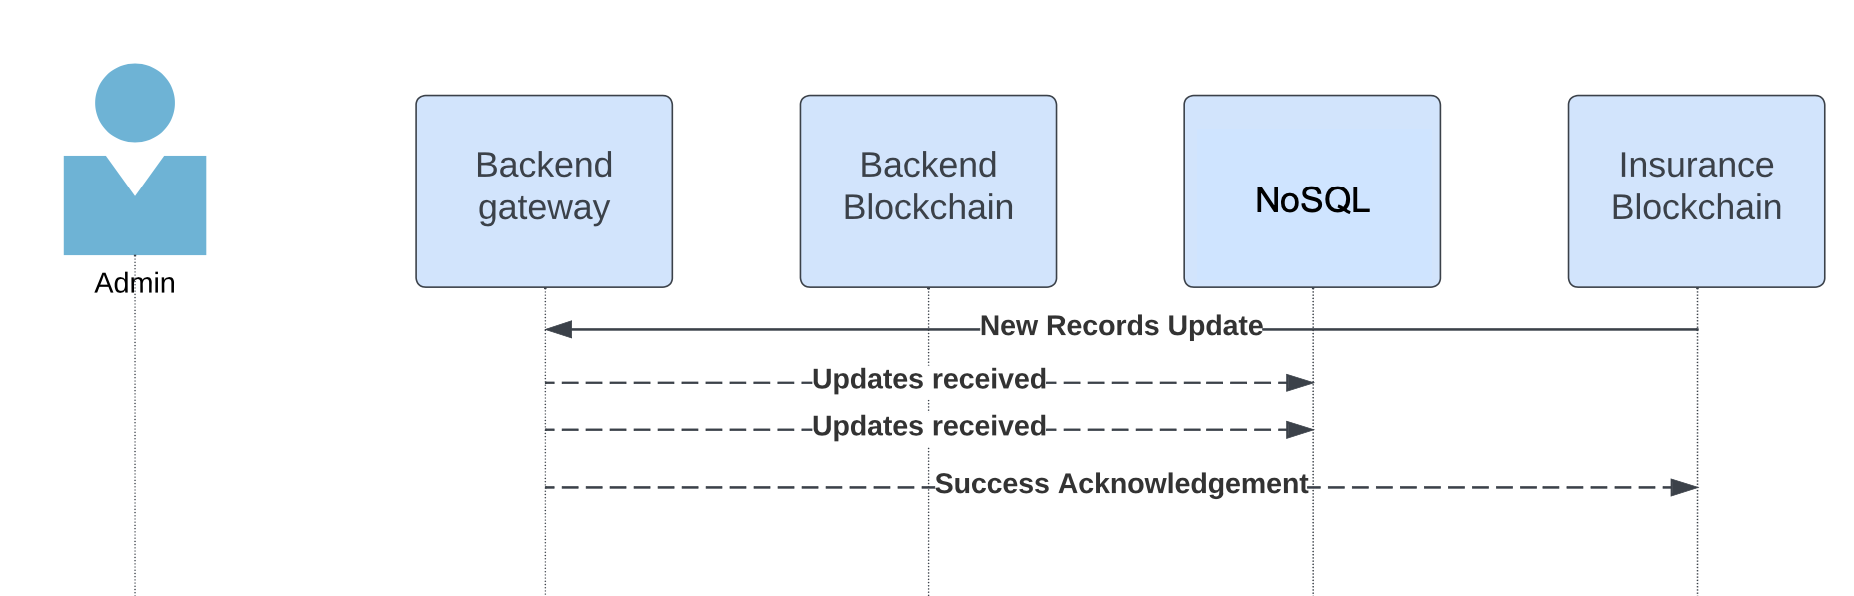 Admin
Backend
gateway
Backend
Blockchain
NoSQL
Insurance
Blockchain
New Records Update
Updates received
Updates received
Success Acknowledgement